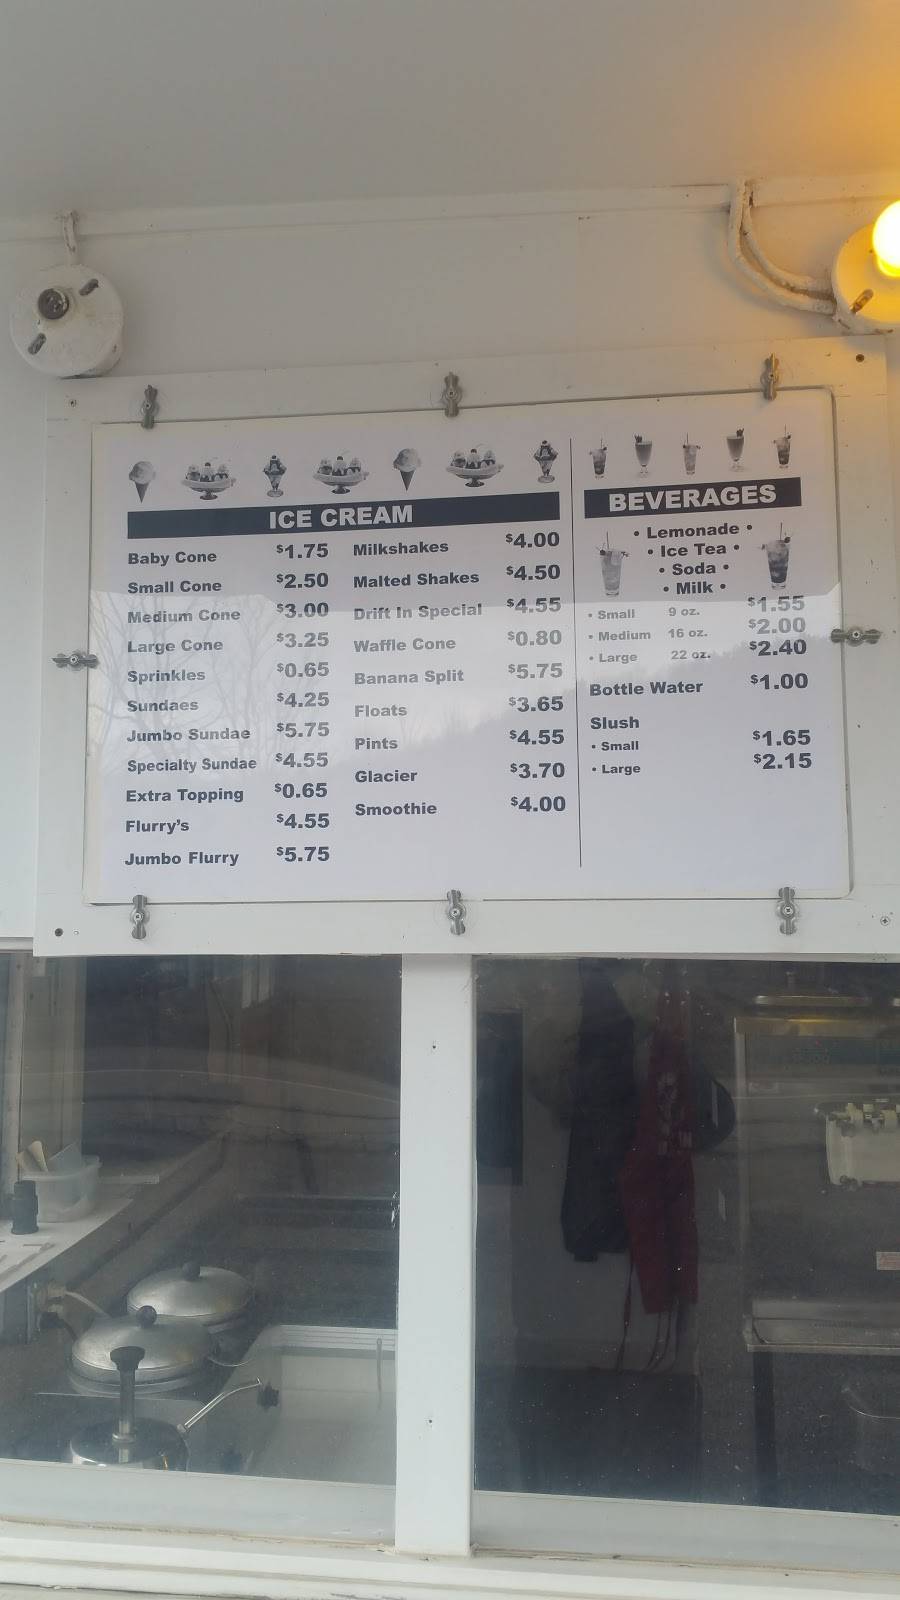 ICE CREAM
Baby Cone $1.75
Small Cone $2.50
Medium Cone $3.00
Large Cone $3.25
Sprinkles $0.65
Sundaes $4.25
Jumbo Sundae $5.75
Specialty Sundae $4.55
Extra Topping $0.65
Flurry's $4.55
Jumbo Flurry $5.75
Milkshakes $4.00
Malted Shakes $4.50
Drift In Special $4.55
Waffle Cone $0.80
Banana Split $5.75
Floats $3.65
Pints $4.55
Glacier $3.70
Smoothie $4.00
BEVERAGES
• Lemonade •
• Ice Tea •
• Soda •
• Milk •
• Small 9 oz. $1.55
• Medium 16 oz. $2.00
• Large 22 oz. $2.40
Bottle Water $1.00
Slush
• Small $1.65
• Large $2.15